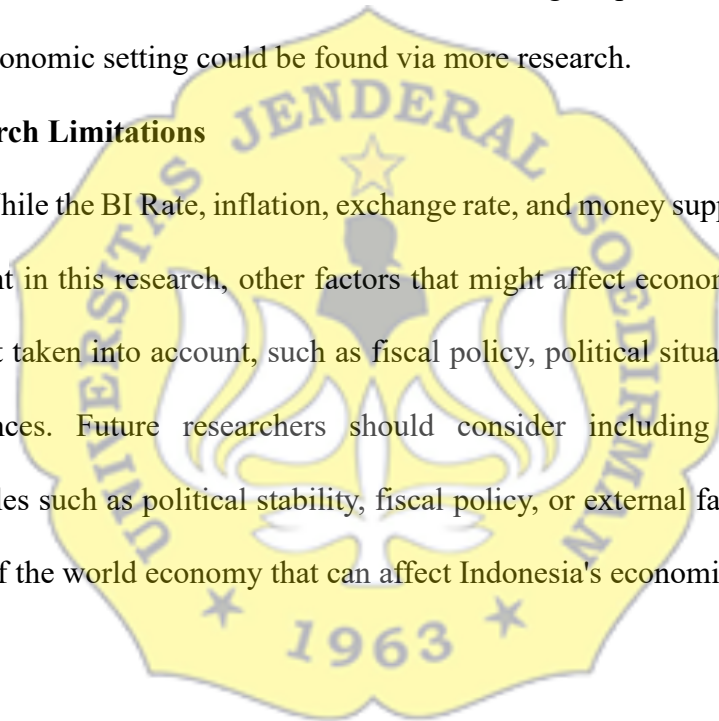 onomic setting could be found via more research.
rch Limitations
hile the BI Rate, inflation, exchange rate, and money supp
nt in this research, other factors that might affect econor
t taken into account, such as fiscal policy, political situa
nces. Future researchers should consider including
les such as political stability, fiscal policy, or external fa
f the world economy that can affect Indonesia's economi
UNIVERSITAS JENDERAL SOEDIRMAN
★ 1963 ★